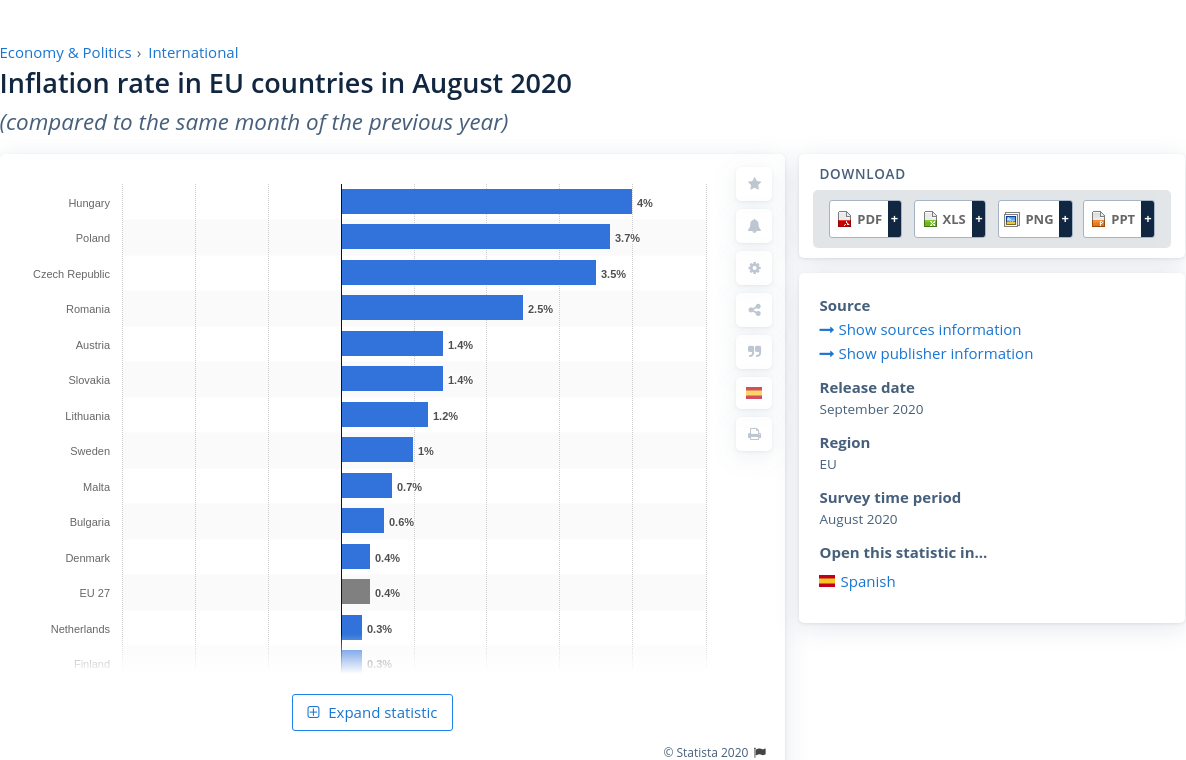 Economy & Politics › International
Inflation rate in EU countries in August 2020
(compared to the same month of the previous year)
Hungary 4%
Poland 3.7%
Czech Republic 3.5%
Romania 2.5%
Austria 1.4%
Slovakia 1.4%
Lithuania 1.2%
Sweden 1%
Malta 0.7%
Bulgaria 0.6%
Denmark 0.4%
EU 27 0.4%
Netherlands 0.3%
Finland 0.3%
Expand statistic
© Statista 2020
DOWNLOAD
PDF + XLS + PNG + PPT +
Source
Show sources information
Show publisher information
Release date
September 2020
Region
EU
Survey time period
August 2020
Open this statistic in...
Spanish